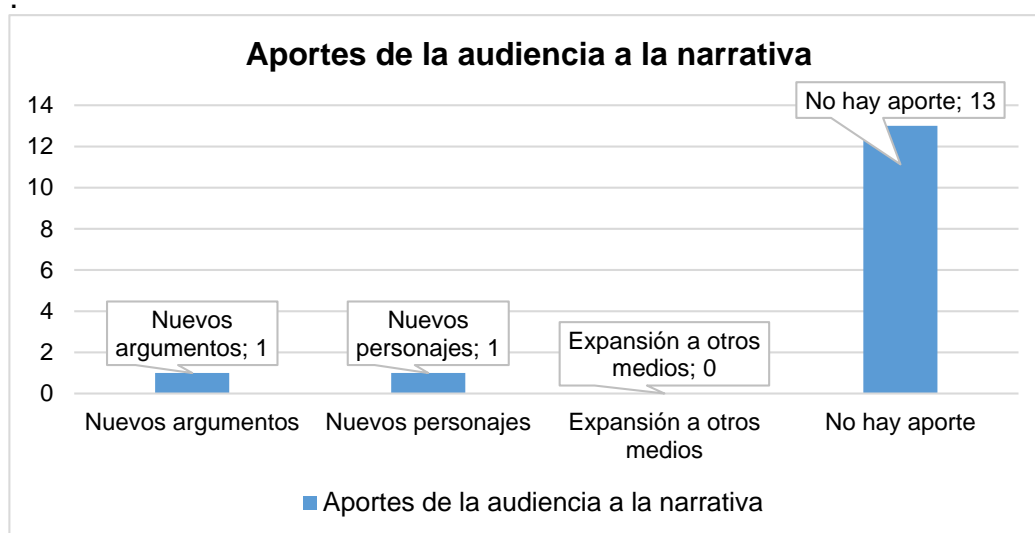 .
Aportes de la audiencia a la narrativa
14
12
10
8
6
4
2
0
Nuevos
argumentos; 1
Nuevos
personajes; 1
Expansión a otros
medios; 0
No hay aporte; 13
Nuevos argumentos
Nuevos personajes
Expansión a otros
medios
No hay aporte
Aportes de la audiencia a la narrativa